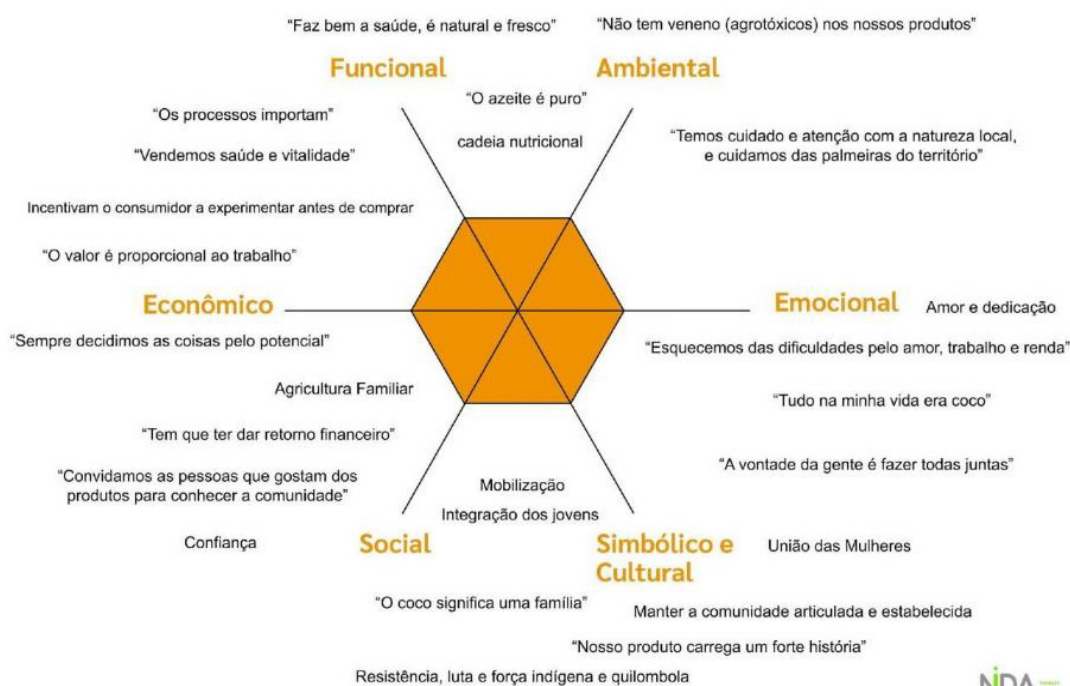 “Faz bem a saúde, é natural e fresco”
“Não tem veneno (agrotóxicos) nos nossos produtos”
Funcional
Ambiental
“O azeite é puro”
“Os processos importam”
cadeia nutricional
“Temos cuidado e atenção com a natureza local,
e cuidamos das palmeiras do território”
“Vendemos saúde e vitalidade”
Incentivam o consumidor a experimentar antes de comprar
“O valor é proporcional ao trabalho”
Econômico
Emocional
Amor e dedicação
“Sempre decidimos as coisas pelo potencial”
“Esquecemos das dificuldades pelo amor, trabalho e renda”
Agricultura Familiar
“Tudo na minha vida era coco”
“Tem que ter dar retorno financeiro”
“Convidamos as pessoas que gostam dos
produtos para conhecer a comunidade”
“A vontade da gente é fazer todas juntas”
Mobilização
Integração dos jovens
Confiança
Social
Simbólico e
Cultural
União das Mulheres
“O coco significa uma família”
Manter a comunidade articulada e estabelecida
“Nosso produto carrega um forte história”
Resistência, luta e força indígena e quilombola
NIDA